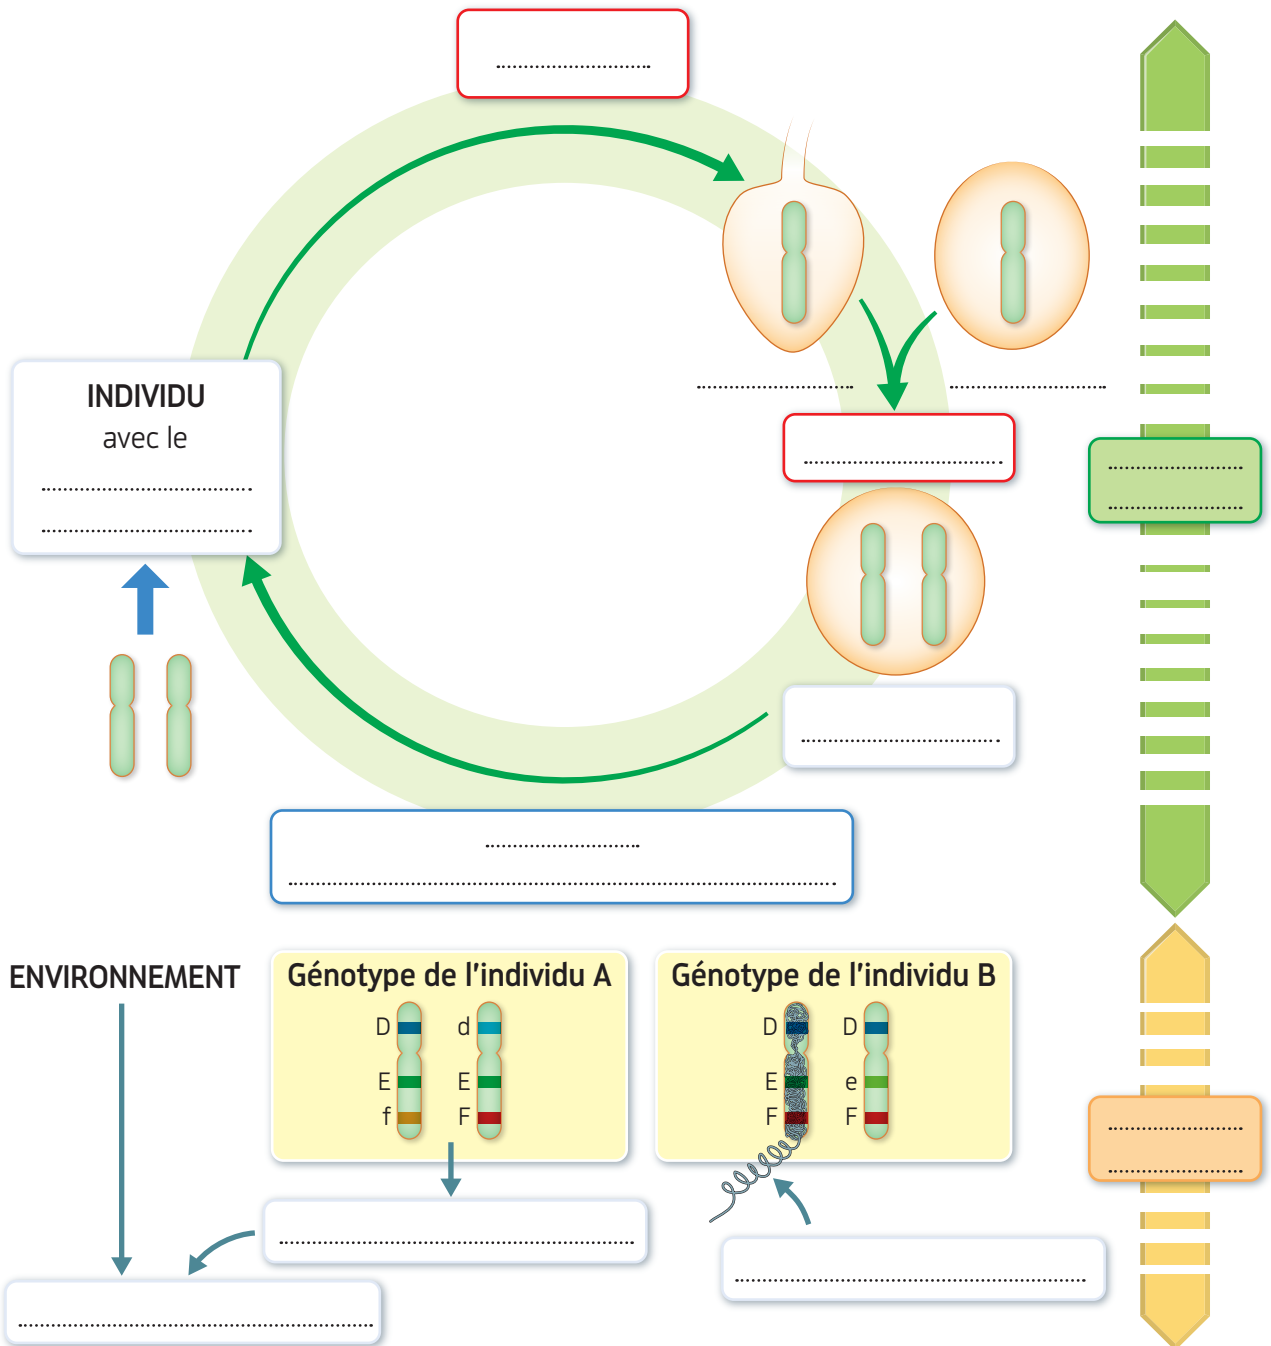 INDIVIDU
avec le
ENVIRONNEMENT
Génotype de l'individu A
D d
E E
f F
Génotype de l'individu B
D D
E e
F F